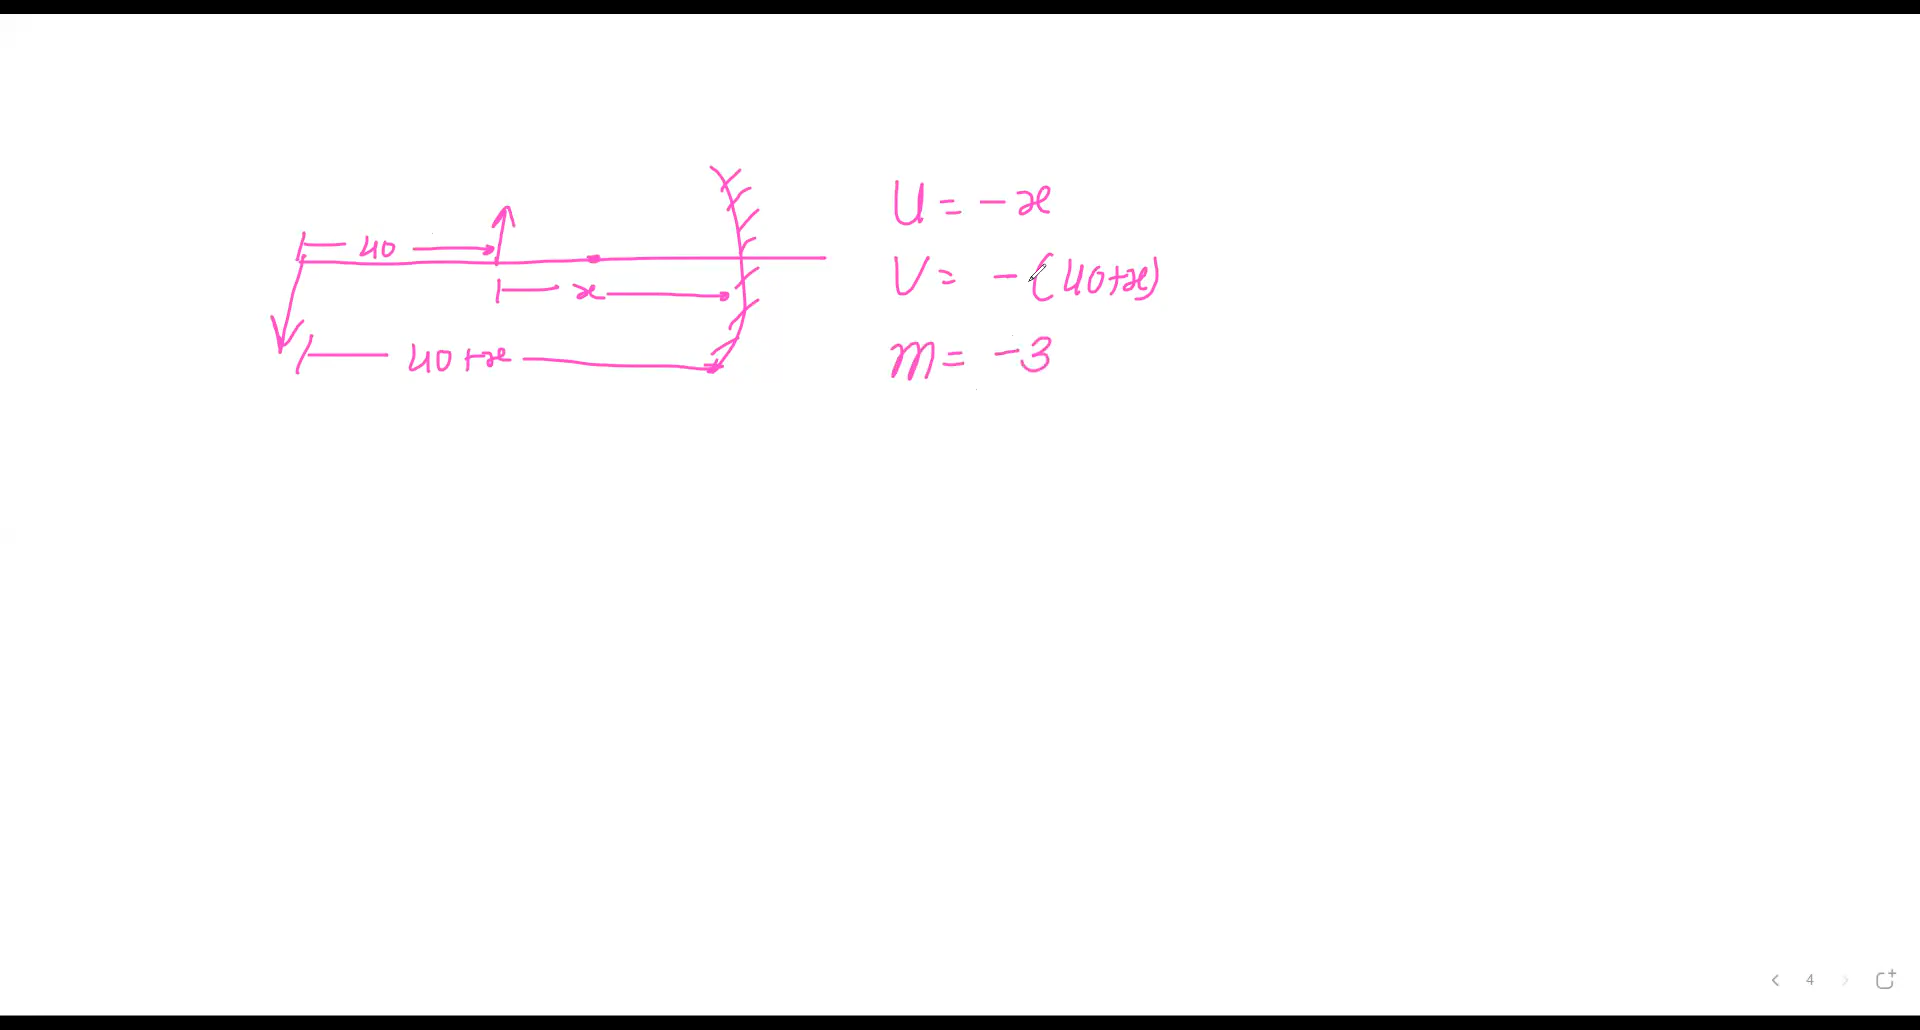 40
x
40+x
U = -x
V = -(40+x)
m = -3
4